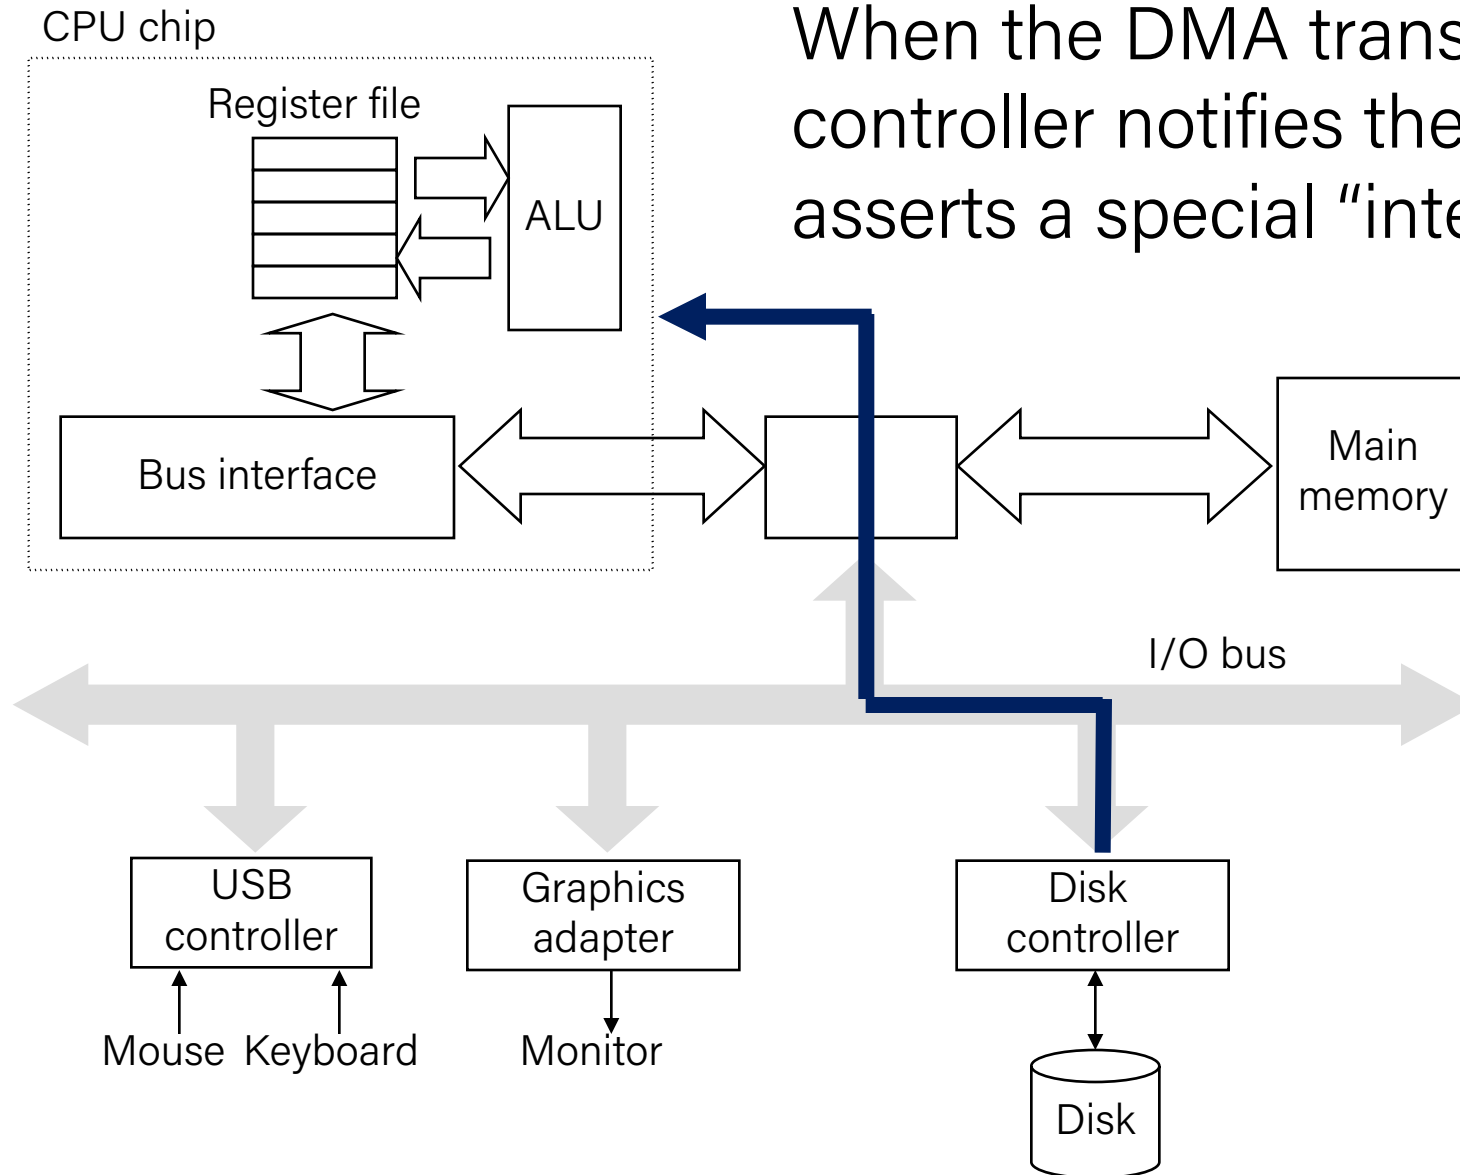 CPU chip
When the DMA trans
controller notifies the
asserts a special “inte
Register file
ALU
Bus interface
Main
memory
I/O bus
USB
controller
Graphics
adapter
Disk
controller
Mouse Keyboard
Monitor
Disk